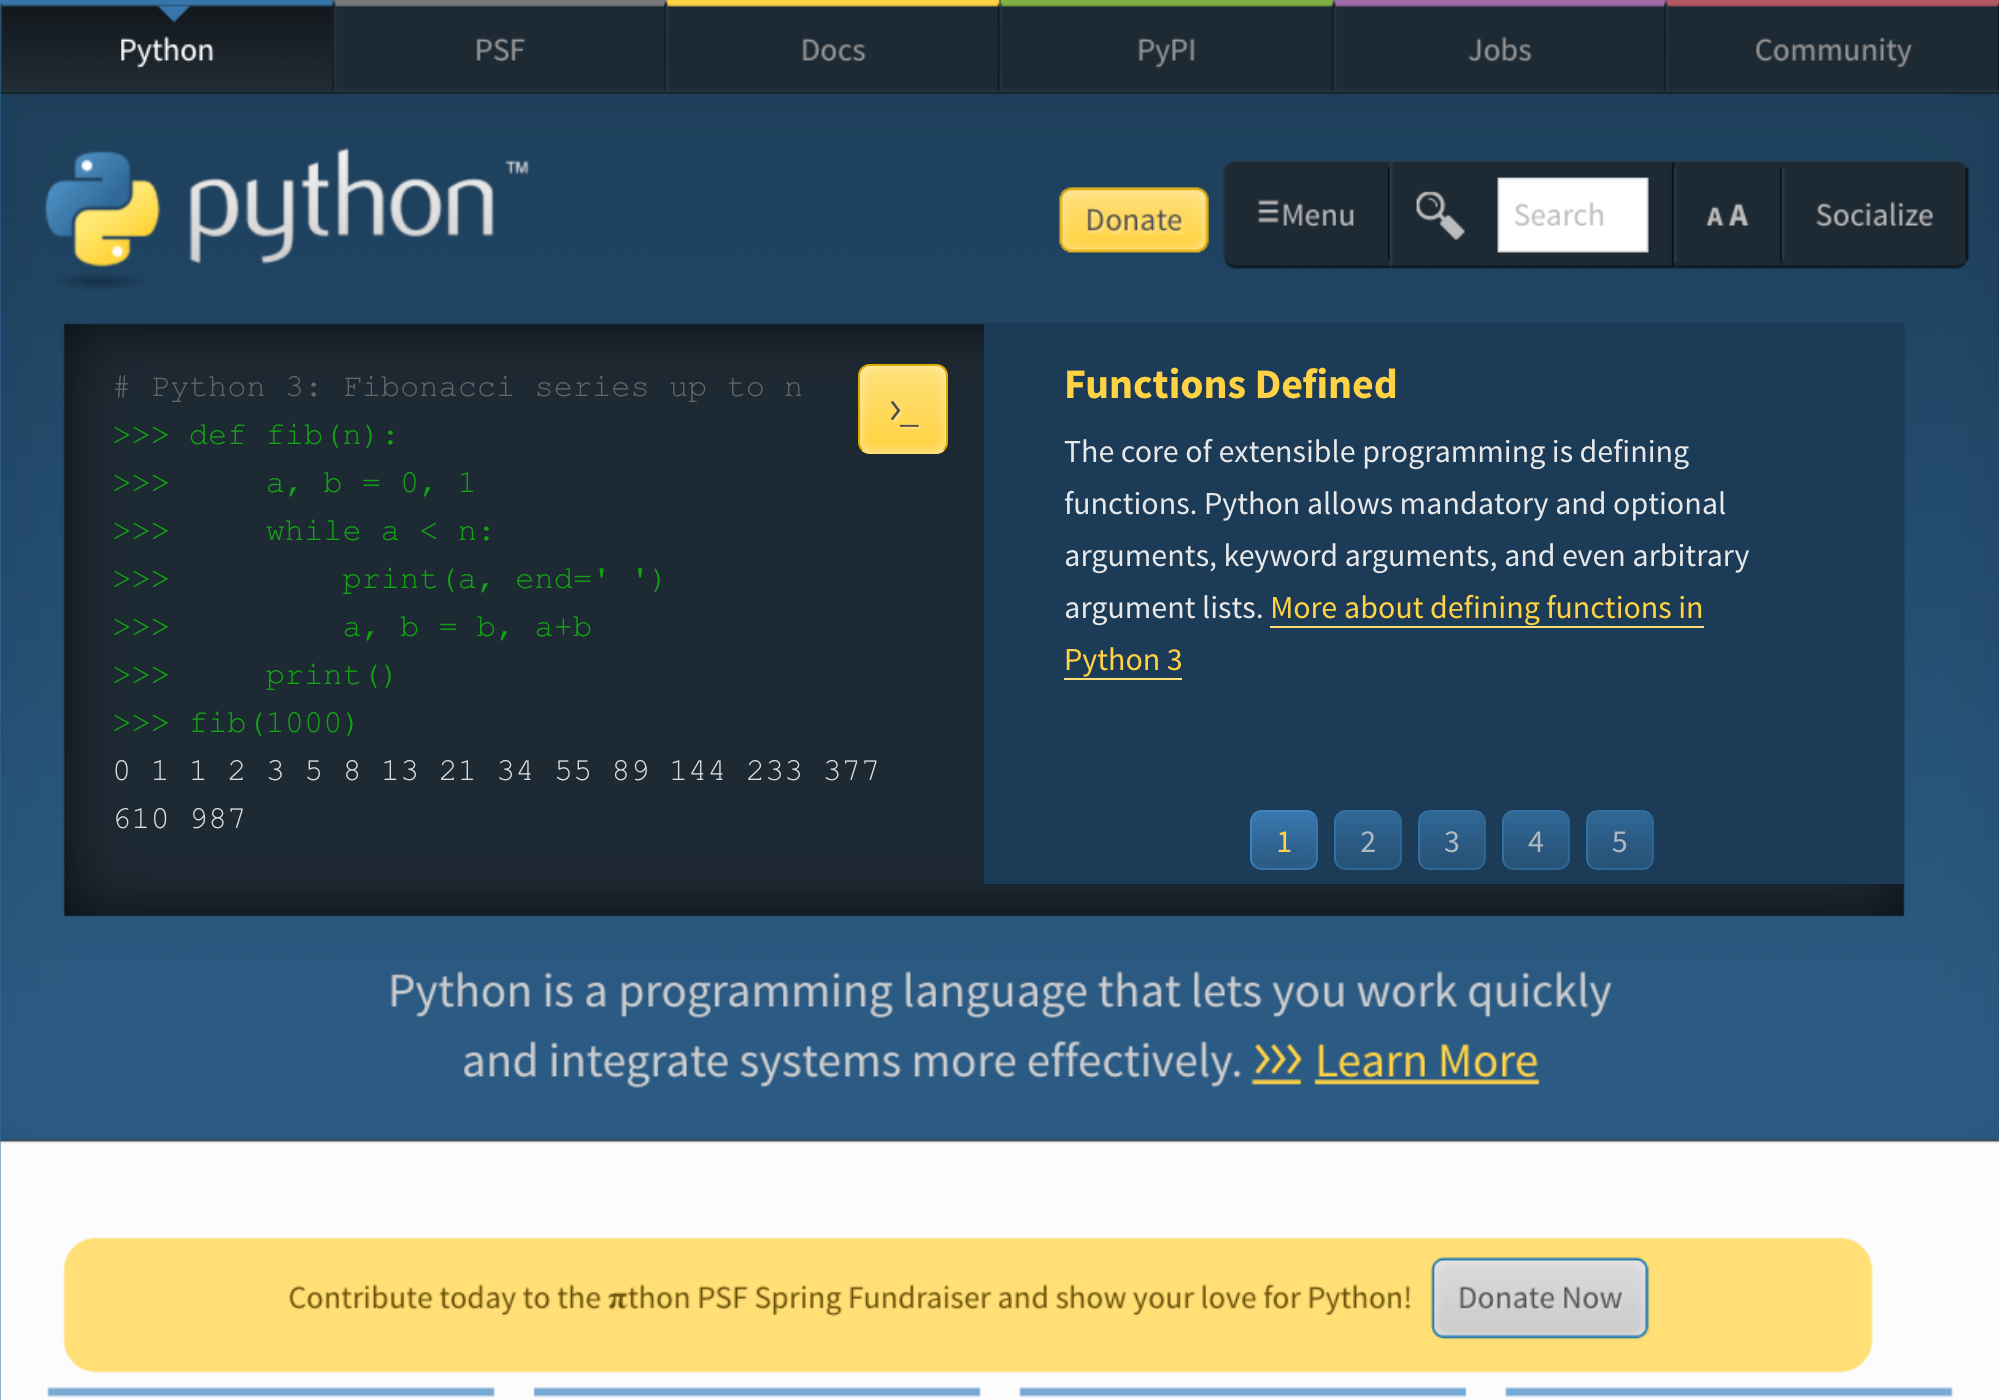 Python
PSF
Docs
PyPI
Jobs
Community
python™
Donate
☰Menu
Search
A A
Socialize
# Python 3: Fibonacci series up to n
>>> def fib(n):
>>>     a, b = 0, 1
>>>     while a < n:
>>>         print(a, end=' ')
>>>         a, b = b, a+b
>>>     print()
>>> fib(1000)
0 1 1 2 3 5 8 13 21 34 55 89 144 233 377
610 987
>_
Functions Defined
The core of extensible programming is defining
functions. Python allows mandatory and optional
arguments, keyword arguments, and even arbitrary
argument lists. More about defining functions in
Python 3
1
2
3
4
5
Python is a programming language that lets you work quickly
and integrate systems more effectively. >>> Learn More
Contribute today to the πthon PSF Spring Fundraiser and show your love for Python!
Donate Now